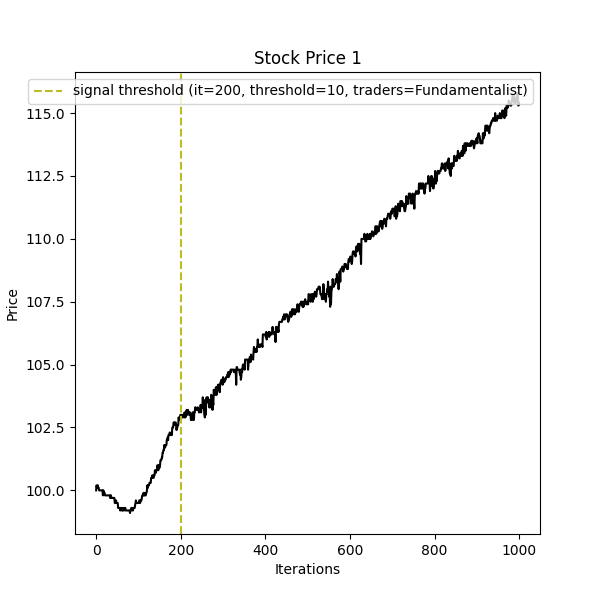 Stock Price 1
signal threshold (it=200, threshold=10, traders=Fundamentalist)
115.0
112.5
110.0
107.5
105.0
102.5
100.0
Price
0 200 400 600 800 1000
Iterations